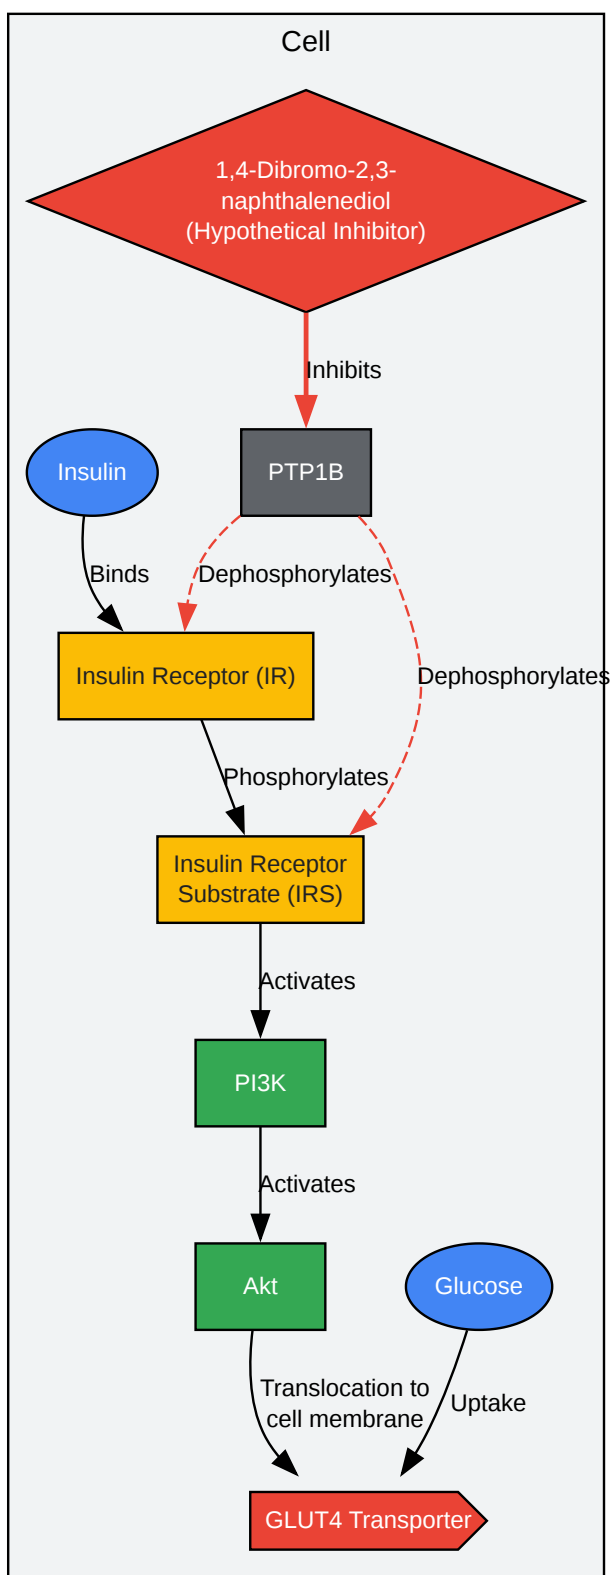 Cell
1,4-Dibromo-2,3-
naphthalenediol
(Hypothetical Inhibitor)
Inhibits
Insulin
PTP1B
Binds
Dephosphorylates
Insulin Receptor (IR)
Dephosphorylates
Phosphorylates
Insulin Receptor
Substrate (IRS)
Activates
PI3K
Activates
Akt
Glucose
Translocation to
cell membrane
Uptake
GLUT4 Transporter